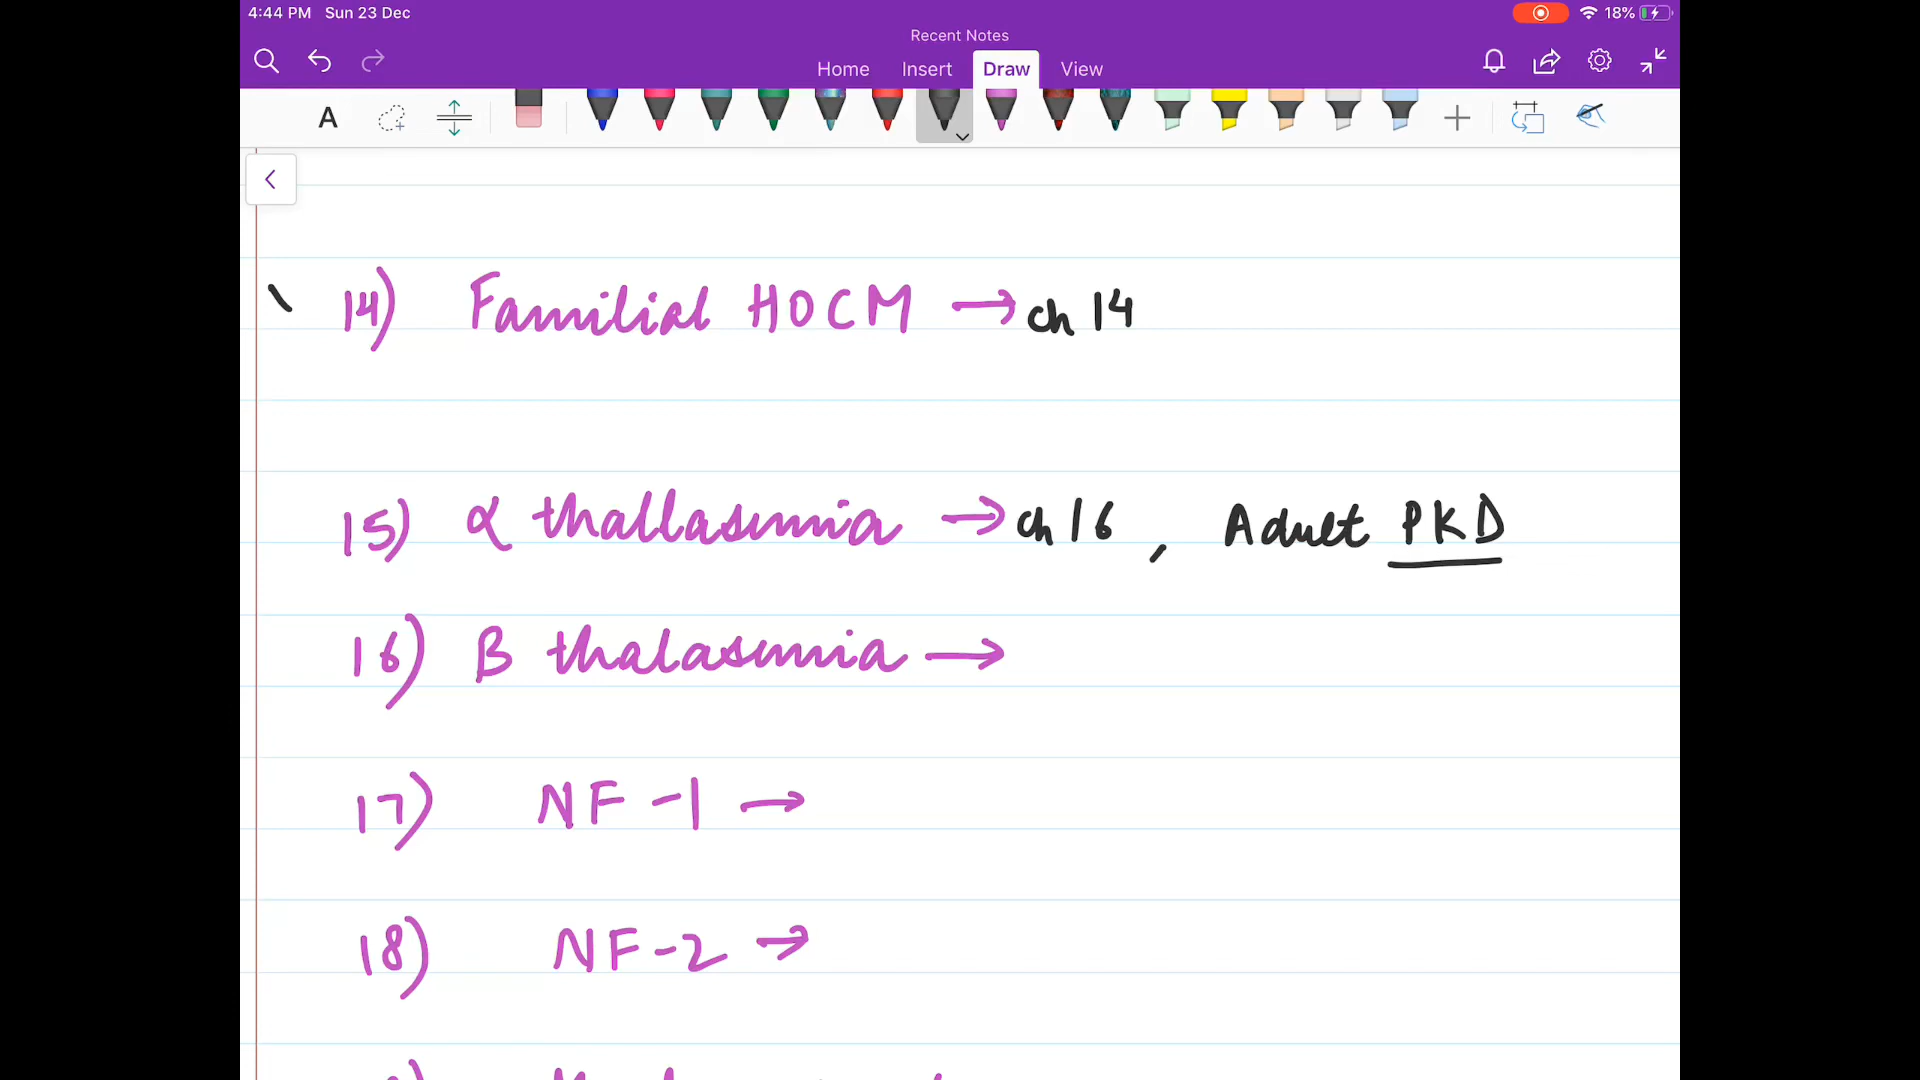 4:44 PM Sun 23 Dec
18%
Recent Notes
Home Insert Draw View
A
14) Familial HOCM → ch 14
15) α thallasemia → ch 16 , Adult PKD
16) B thalasemia →
17) NF -1 →
18) NF-2 →